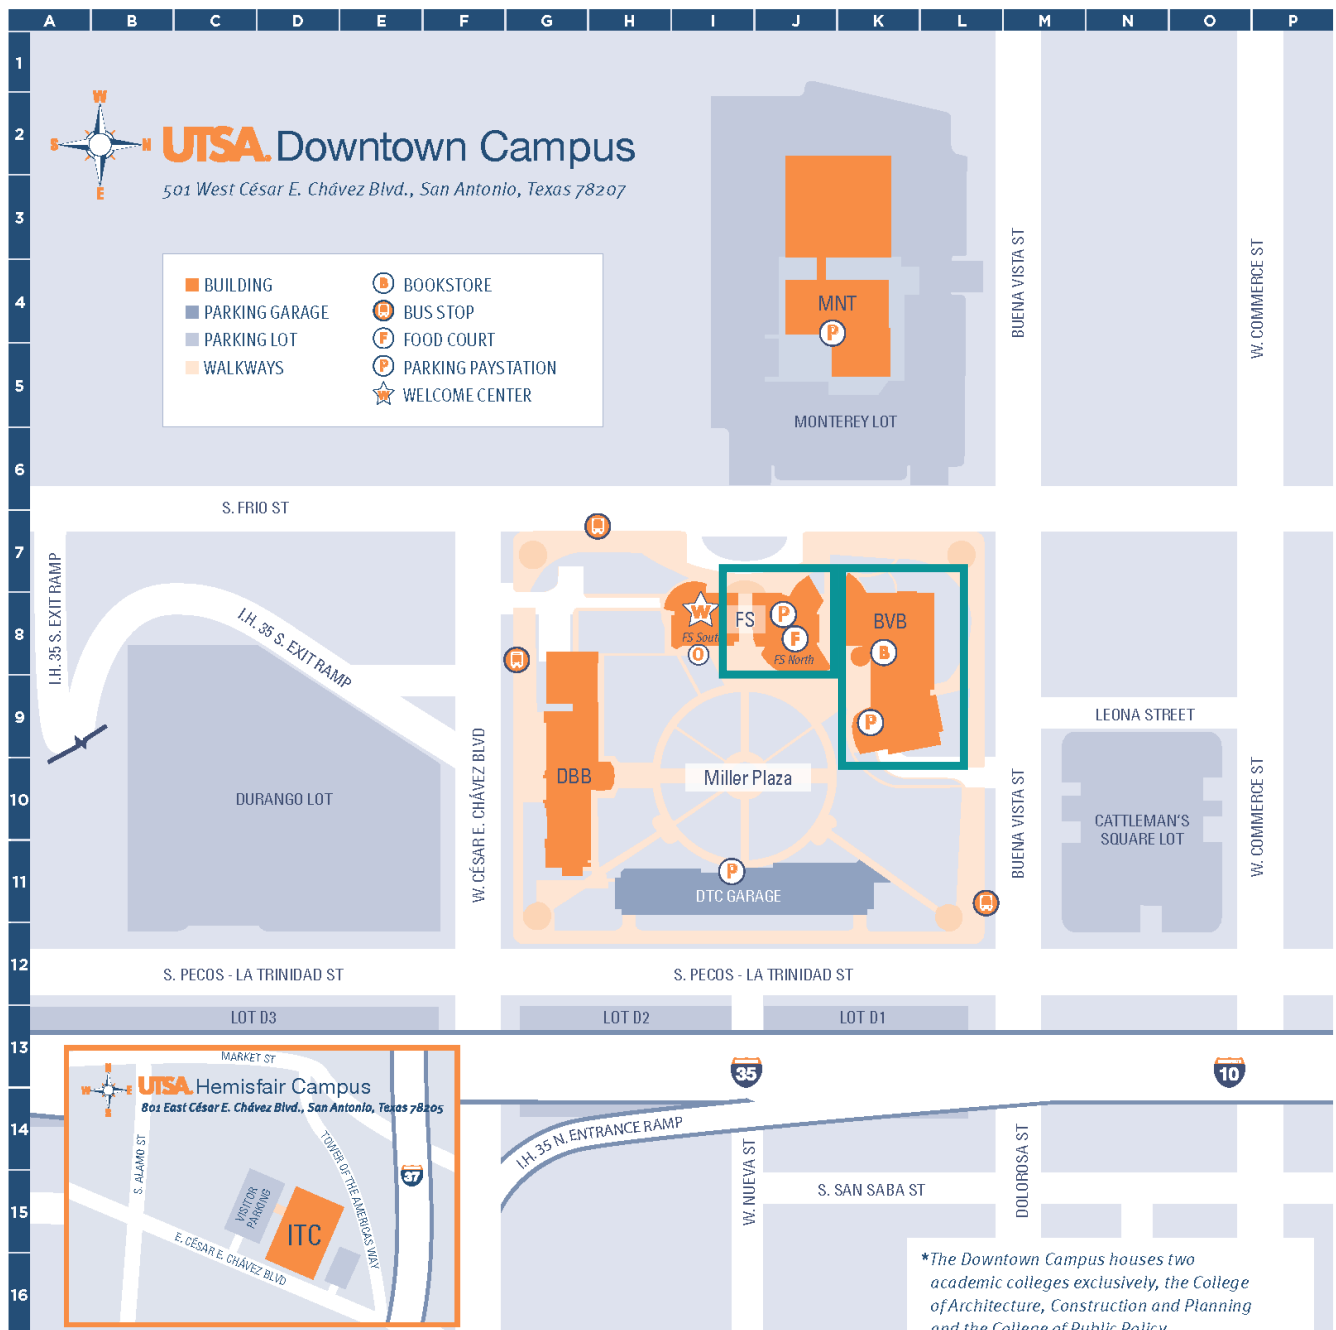 A B C D E F G H I J K L M N O P
1
2
3
4
5
6
7
8
9
10
11
12
13
14
15
16
W
S N
E
UTSA. Downtown Campus
501 West César E. Chávez Blvd., San Antonio, Texas 78207
BUILDING
PARKING GARAGE
PARKING LOT
WALKWAYS
B BOOKSTORE
BUS STOP
F FOOD COURT
P PARKING PAYSTATION
W WELCOME CENTER
MNT
P
MONTEREY LOT
BUENA VISTA ST
W. COMMERCE ST
S. FRIO ST
I.H. 35 S. EXIT RAMP
I.H. 35 S. EXIT RAMP
W
FS South
O
FS
P
F
FS North
BVB
B
P
LEONA STREET
DURANGO LOT
W. CÉSAR E. CHÁVEZ BLVD
DBB
Miller Plaza
BUENA VISTA ST
CATTLEMAN'S
SQUARE LOT
W. COMMERCE ST
P
DTC GARAGE
S. PECOS - LA TRINIDAD ST
S. PECOS - LA TRINIDAD ST
LOT D3
LOT D2
LOT D1
35
10
I.H. 35 N. ENTRANCE RAMP
W. NUEVA ST
S. SAN SABA ST
DOLOROSA ST
MARKET ST
N
W E
S
UTSA. Hemisfair Campus
801 East César E. Chávez Blvd., San Antonio, Texas 78205
S. ALAMO ST
TOWER OF THE AMERICAS WAY
37
VISITOR
PARKING
ITC
E. CÉSAR E. CHÁVEZ BLVD
*The Downtown Campus houses two
academic colleges exclusively, the College
of Architecture, Construction and Planning
and the College of Public Policy